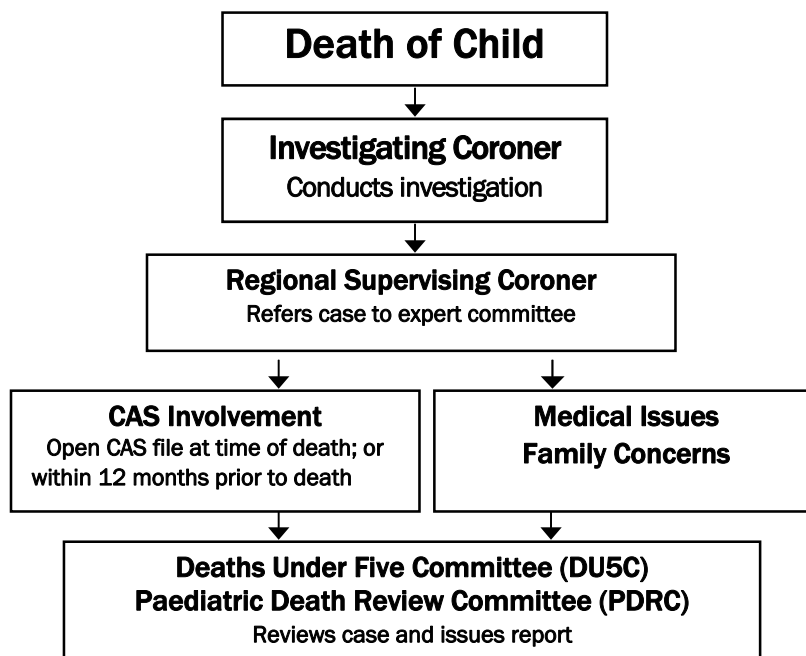 Death of Child
Investigating Coroner
Conducts investigation
Regional Supervising Coroner
Refers case to expert committee
CAS Involvement
Open CAS file at time of death; or
within 12 months prior to death
Medical Issues
Family Concerns
Deaths Under Five Committee (DU5C)
Paediatric Death Review Committee (PDRC)
Reviews case and issues report